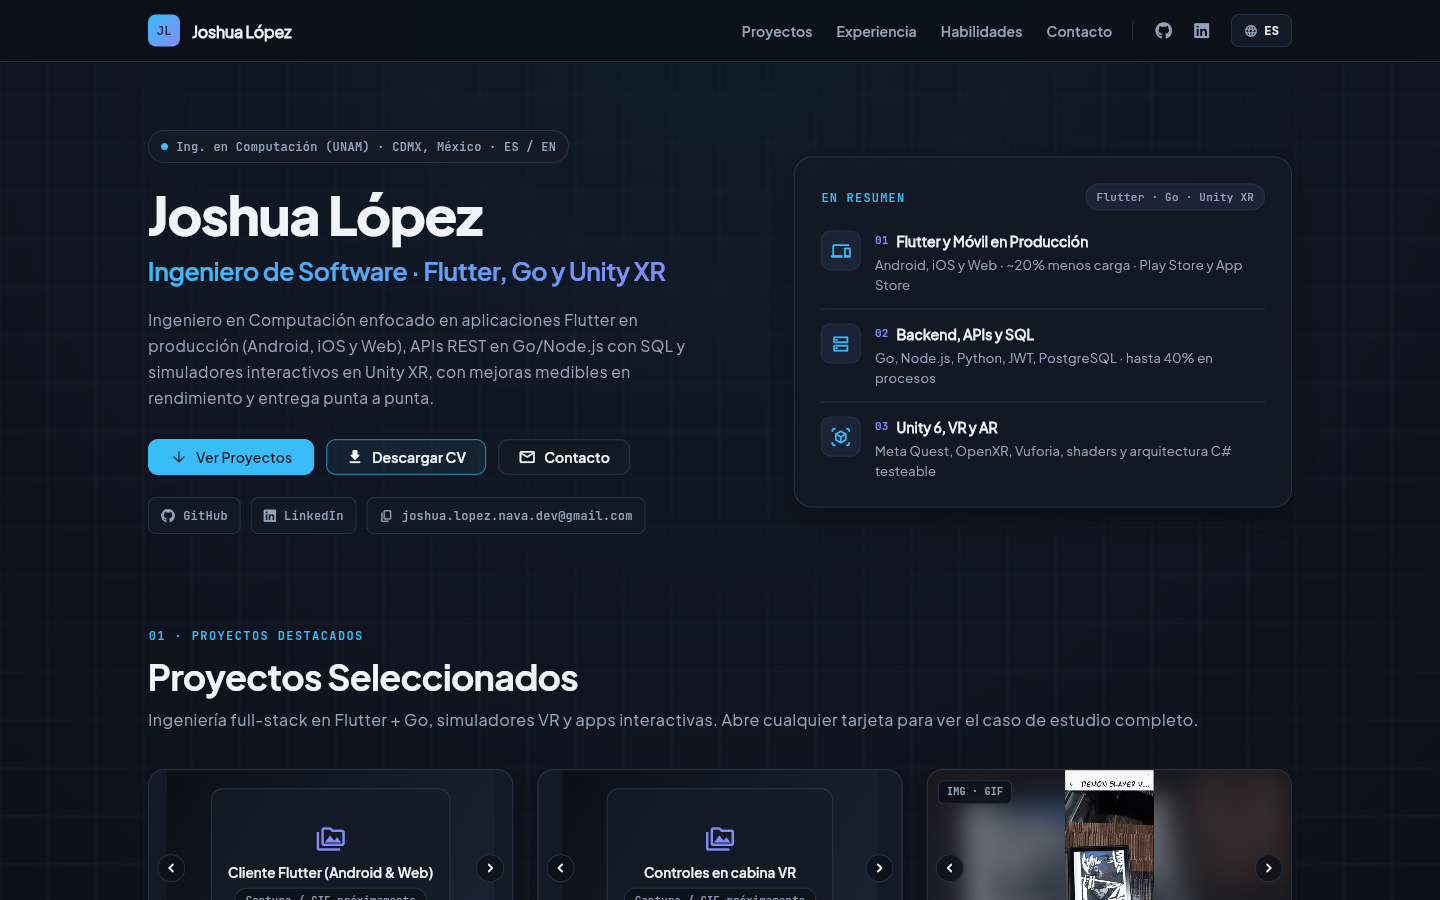 JL
Joshua López
Proyectos
Experiencia
Habilidades
Contacto
ES
Ing. en Computación (UNAM) · CDMX, México · ES / EN
Joshua López
Ingeniero de Software · Flutter, Go y Unity XR
Ingeniero en Computación enfocado en aplicaciones Flutter en
producción (Android, iOS y Web), APIs REST en Go/Node.js con SQL y
simuladores interactivos en Unity XR, con mejoras medibles en
rendimiento y entrega punta a punta.
Ver Proyectos
Descargar CV
Contacto
GitHub
LinkedIn
joshua.lopez.nava.dev@gmail.com
EN RESUMEN
Flutter · Go · Unity XR
01 Flutter y Móvil en Producción
Android, iOS y Web · ~20% menos carga · Play Store y App
Store
02 Backend, APIs y SQL
Go, Node.js, Python, JWT, PostgreSQL · hasta 40% en
procesos
03 Unity 6, VR y AR
Meta Quest, OpenXR, Vuforia, shaders y arquitectura C#
testeable
01 · PROYECTOS DESTACADOS
Proyectos Seleccionados
Ingeniería full-stack en Flutter + Go, simuladores VR y apps interactivas. Abre cualquier tarjeta para ver el caso de estudio completo.
Cliente Flutter (Android & Web)
Captura / GIF próximamente
Controles en cabina VR
Captura / GIF próximamente
IMG · GIF
DEMON SLAYER V...